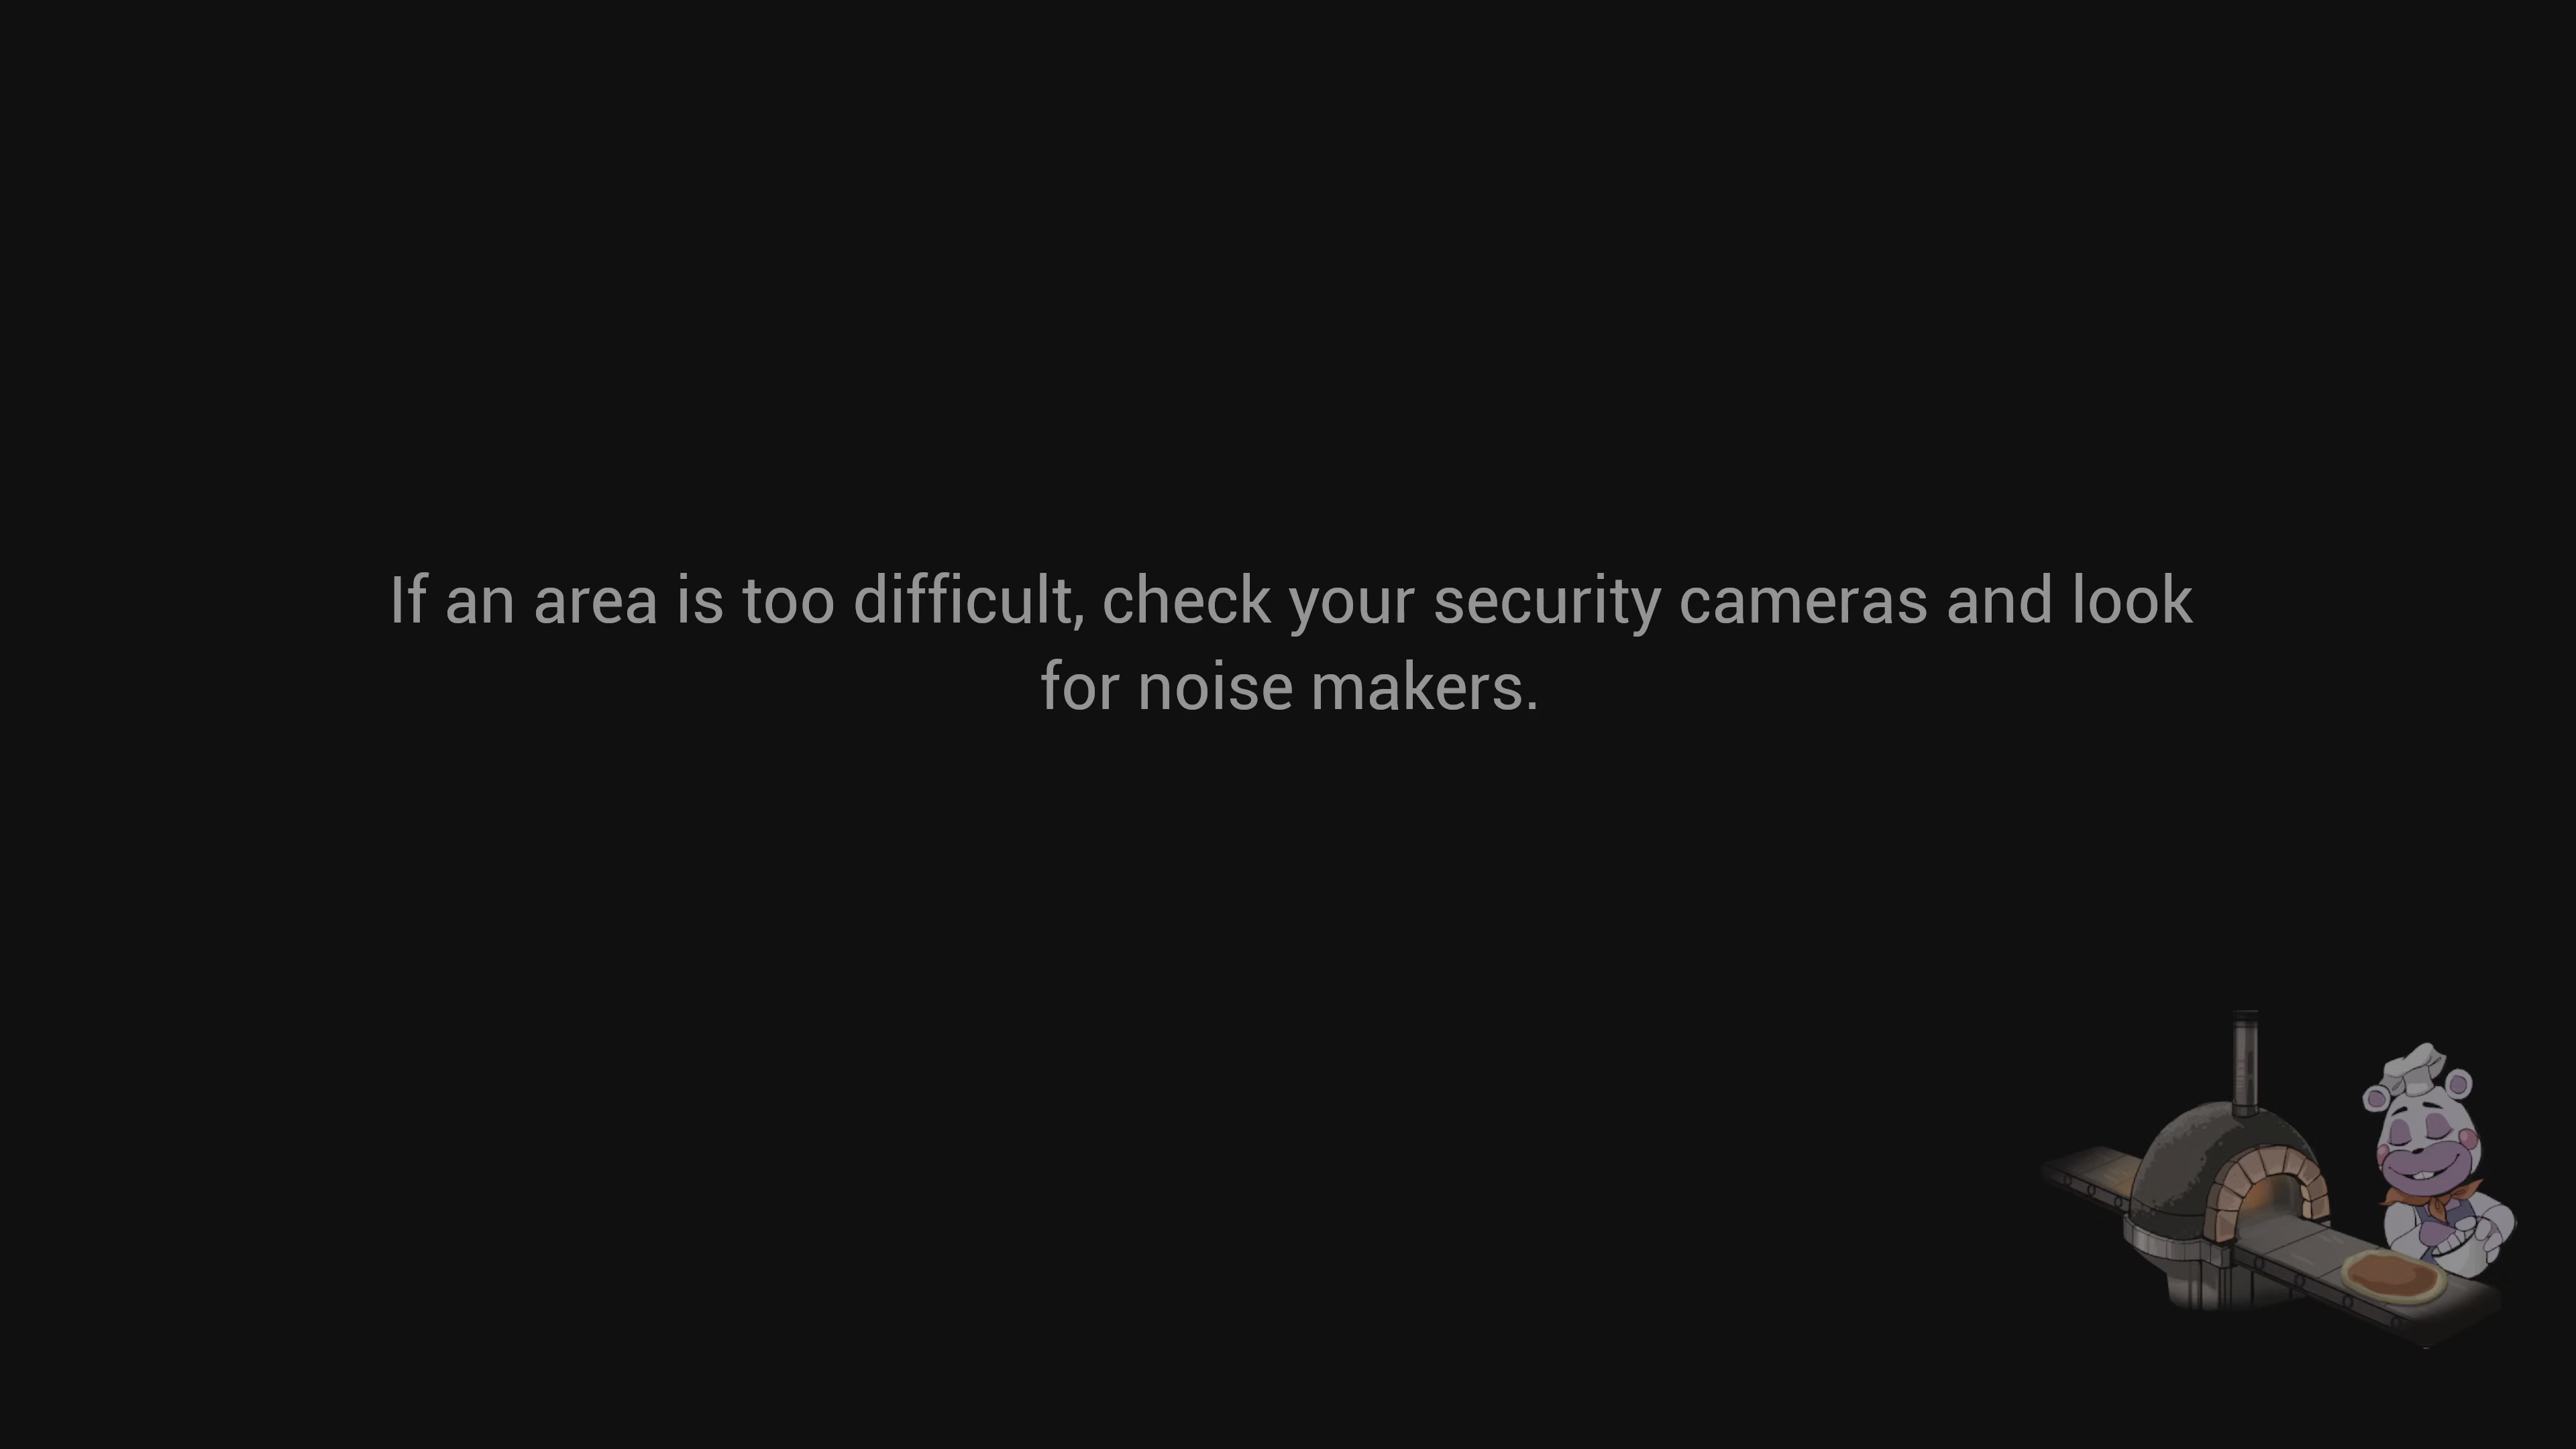 If an area is too difficult, check your security cameras and look
for noise makers.